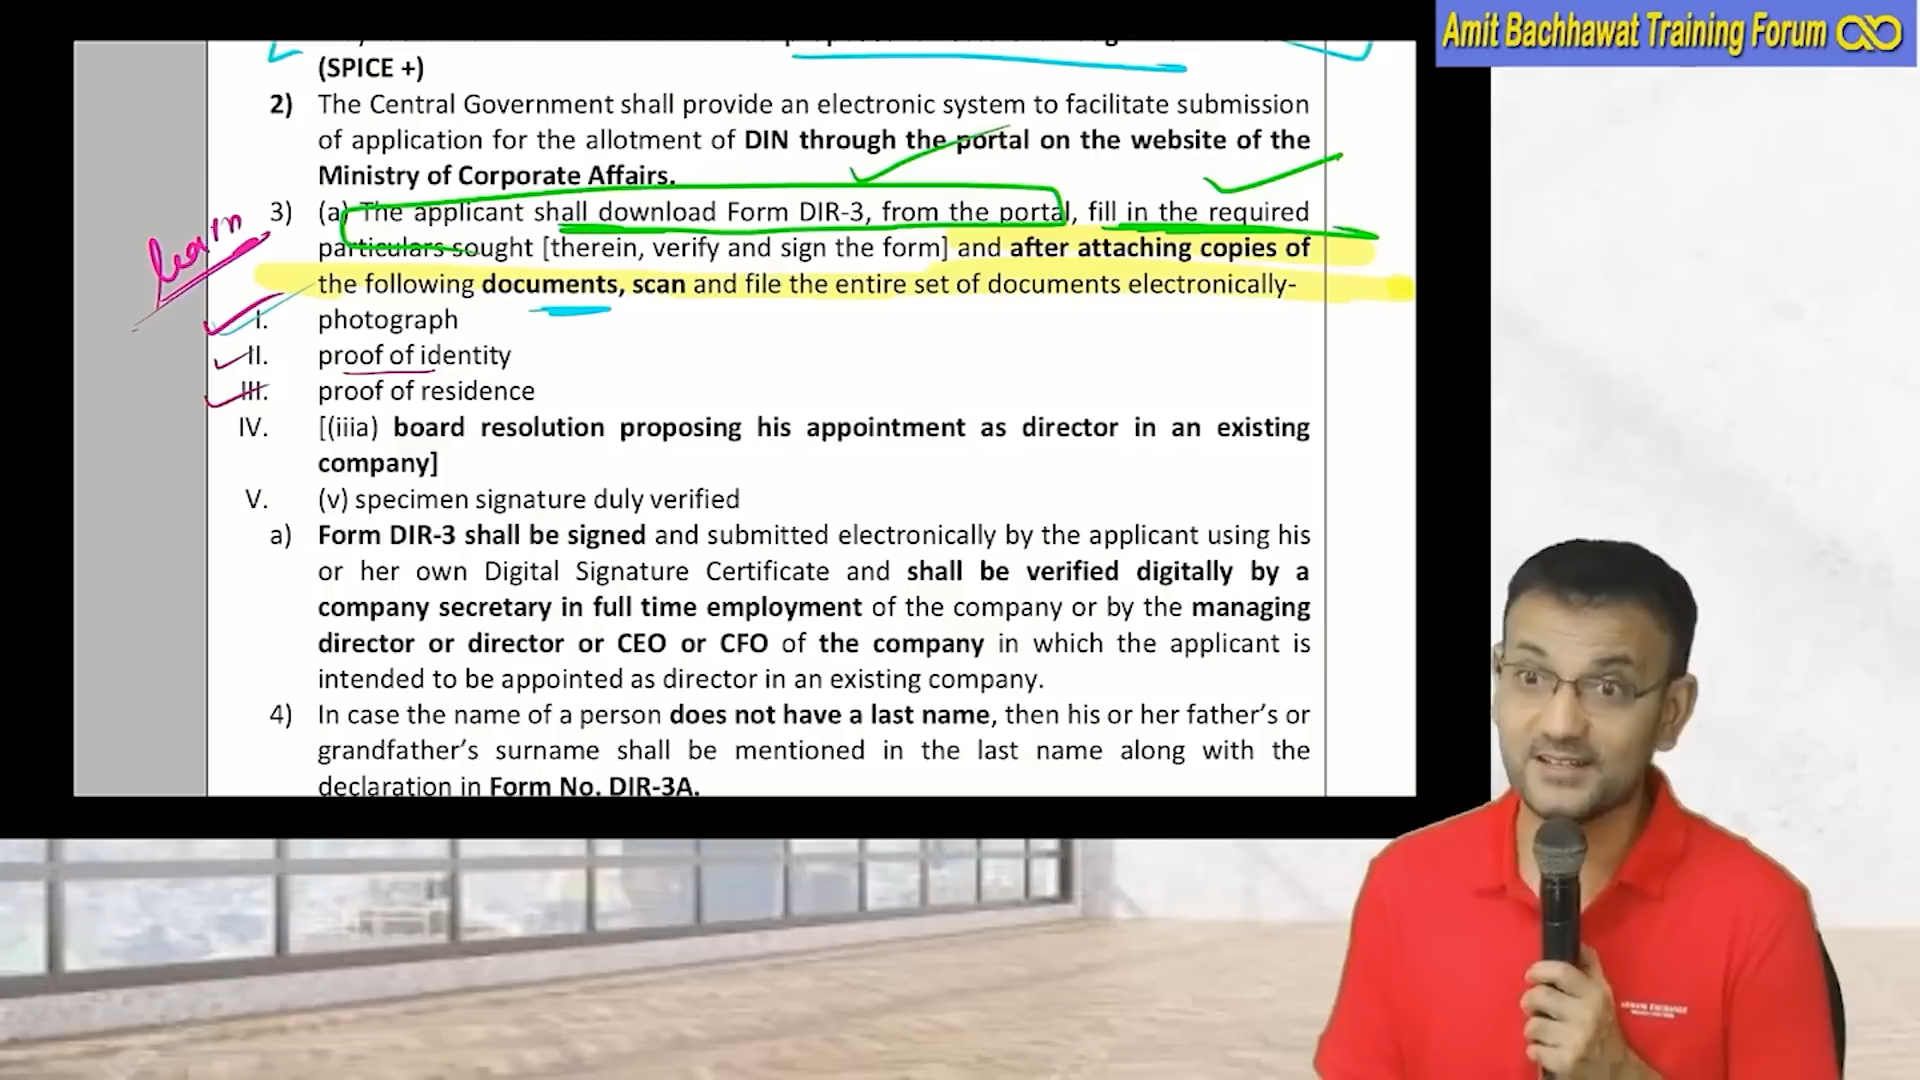 Amit Bachhawat Training Forum
(SPICE +)
2) The Central Government shall provide an electronic system to facilitate submission
of application for the allotment of DIN through the portal on the website of the
Ministry of Corporate Affairs.
3) (a) The applicant shall download Form DIR-3, from the portal, fill in the required
particulars sought [therein, verify and sign the form] and after attaching copies of
the following documents, scan and file the entire set of documents electronically-
learn
I. photograph
II. proof of identity
III. proof of residence
IV. [(iiia) board resolution proposing his appointment as director in an existing
company]
V. (v) specimen signature duly verified
a) Form DIR-3 shall be signed and submitted electronically by the applicant using his
or her own Digital Signature Certificate and shall be verified digitally by a
company secretary in full time employment of the company or by the managing
director or director or CEO or CFO of the company in which the applicant is
intended to be appointed as director in an existing company.
4) In case the name of a person does not have a last name, then his or her father's or
grandfather's surname shall be mentioned in the last name along with the
declaration in Form No. DIR-3A.